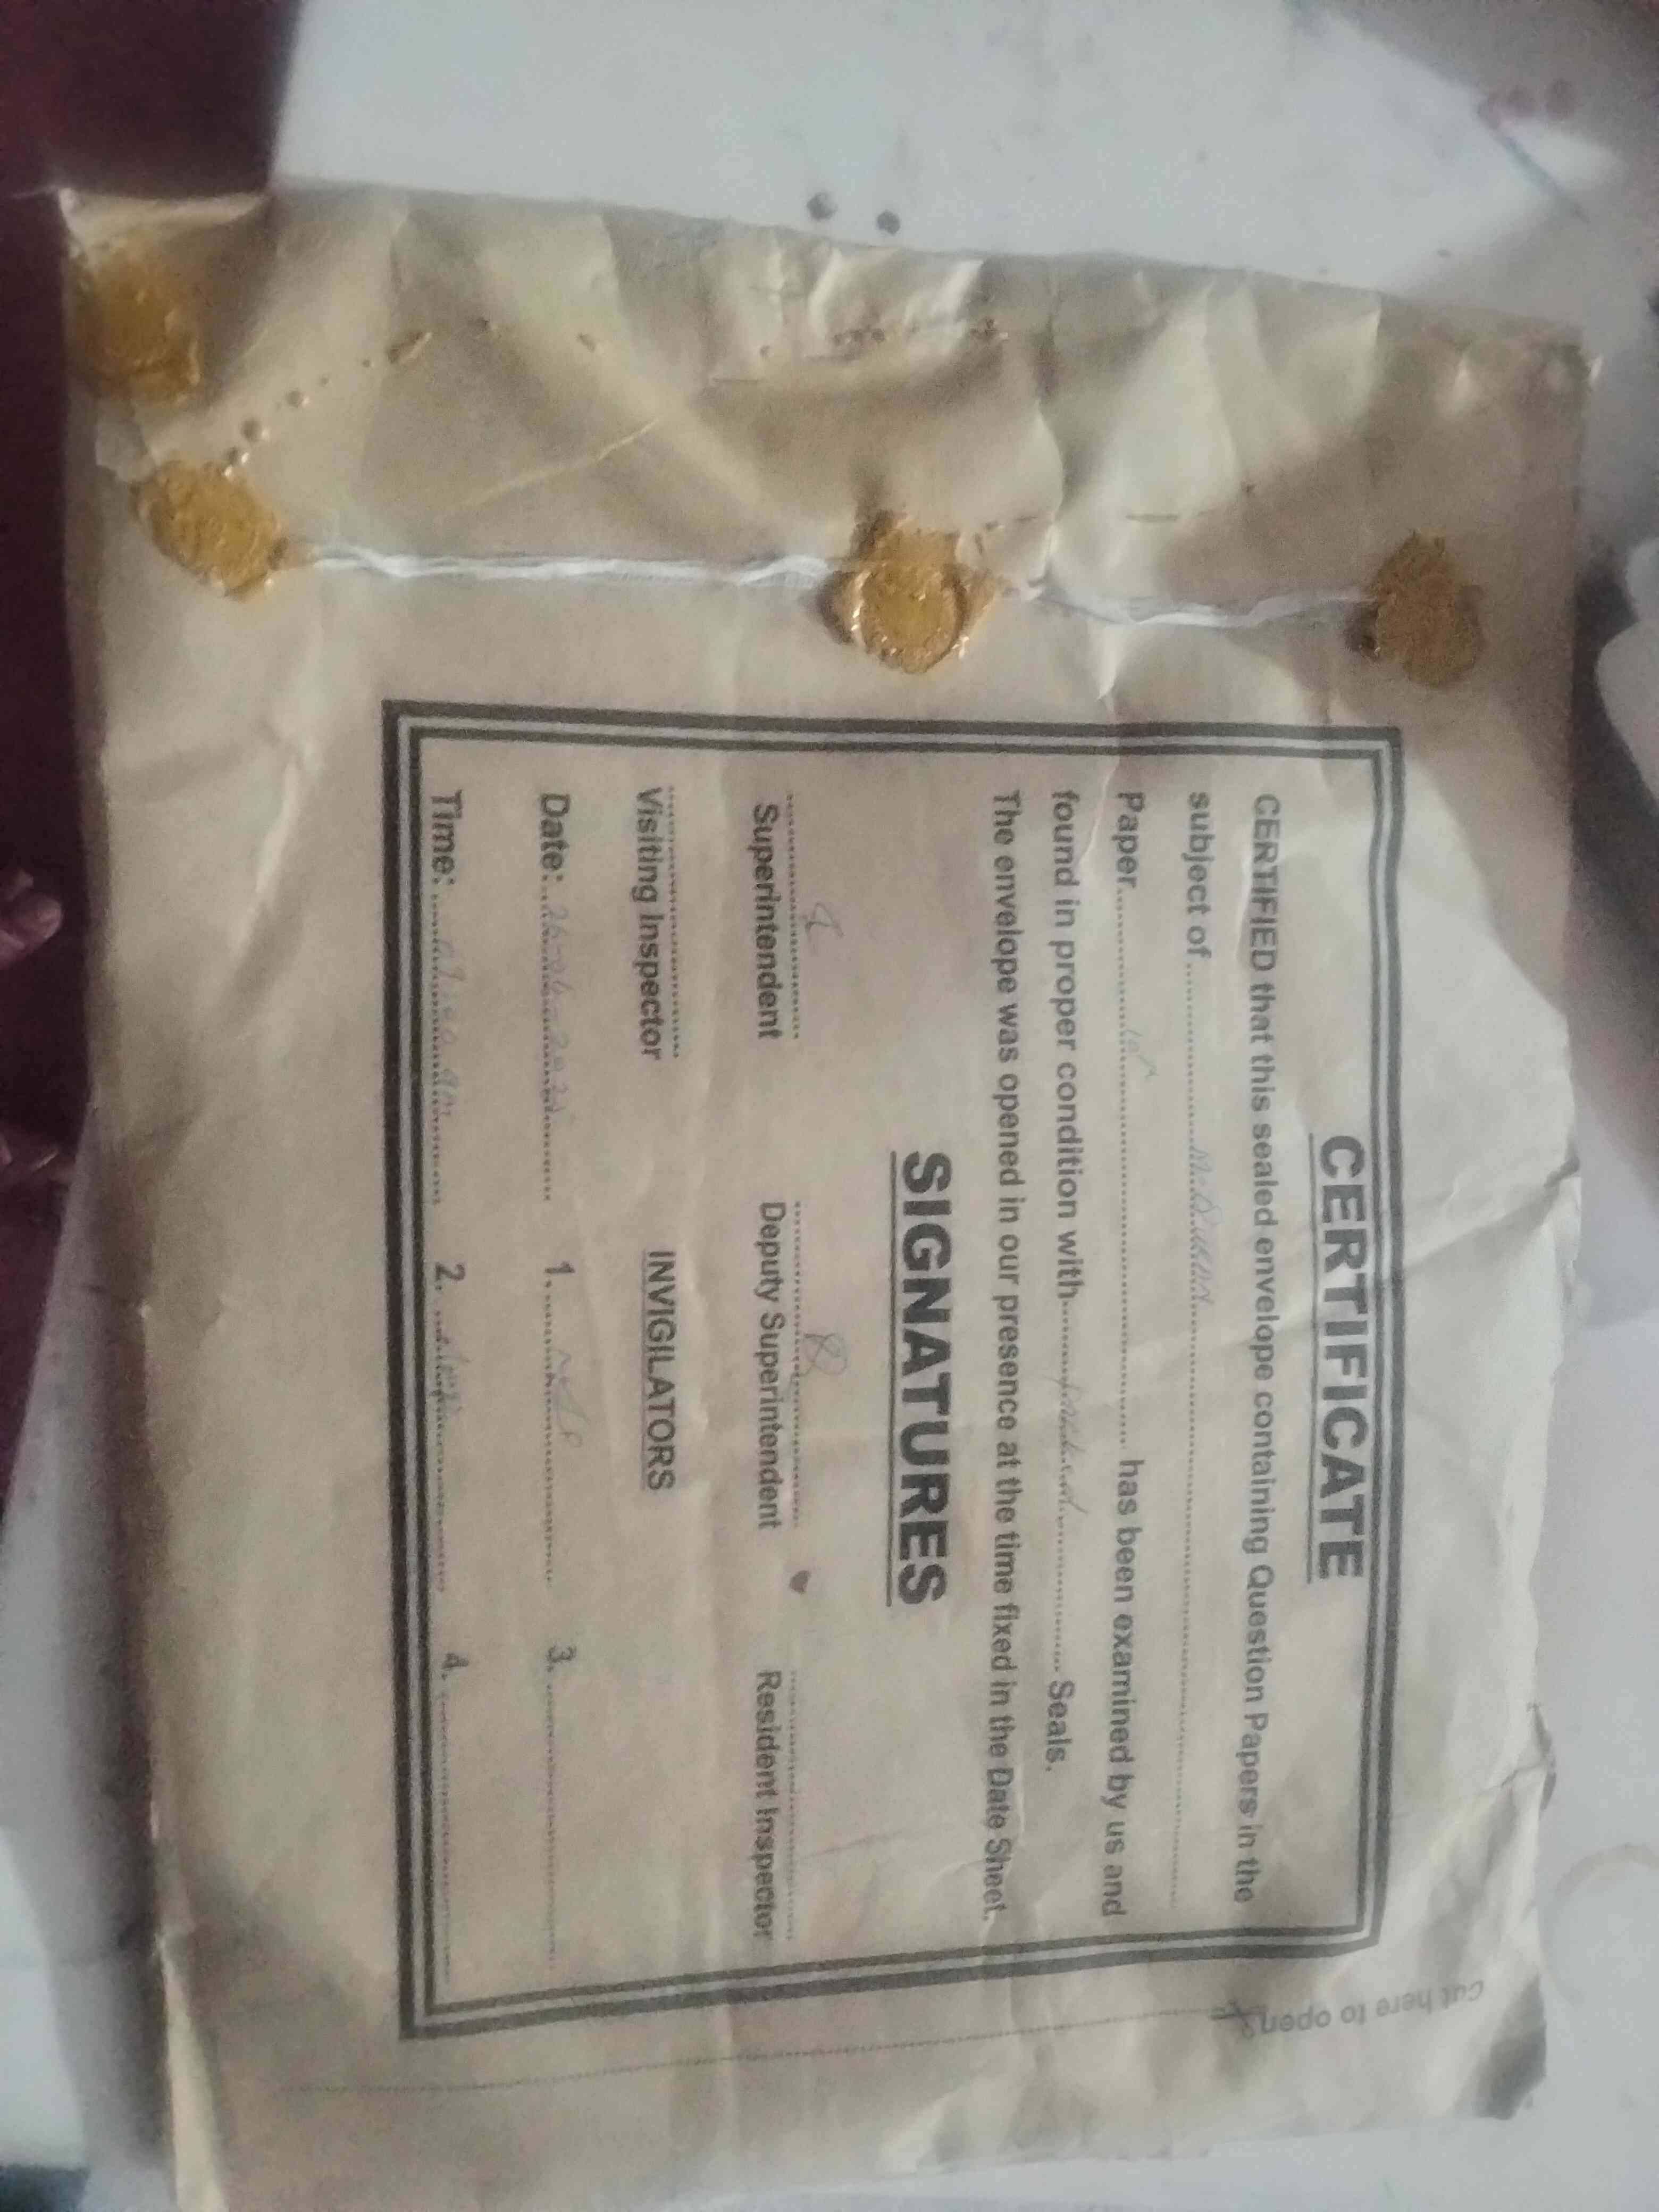 CERTIFICATE
CERTIFIED that this sealed envelope containing Question Papers in the
subject of
Paper 1st has been examined by us and
found in proper condition with packed Seals.
The envelope was opened in our presence at the time fixed in the Date Sheet.
SIGNATURES
Superintendent Deputy Superintendent Resident Inspector
Visiting Inspector INVIGILATORS
Date: 1. 3.
Time: 2. 4.
Cut here to open